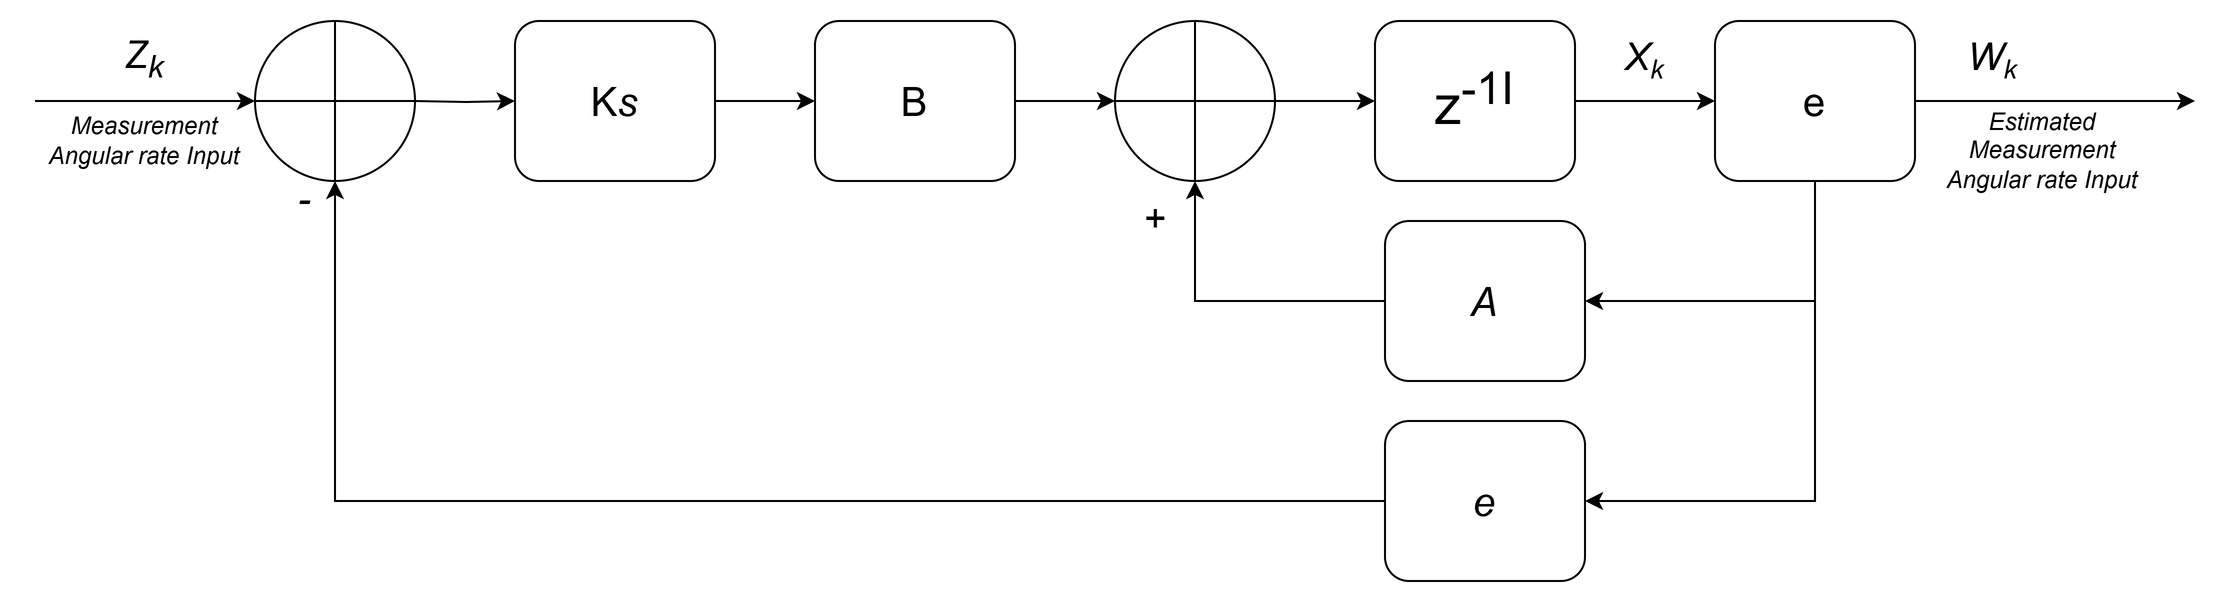 Zk
Measurement
Angular rate Input
-
Ks
B
+
z-1I
Xk
e
Wk
Estimated
Measurement
Angular rate Input
A
e